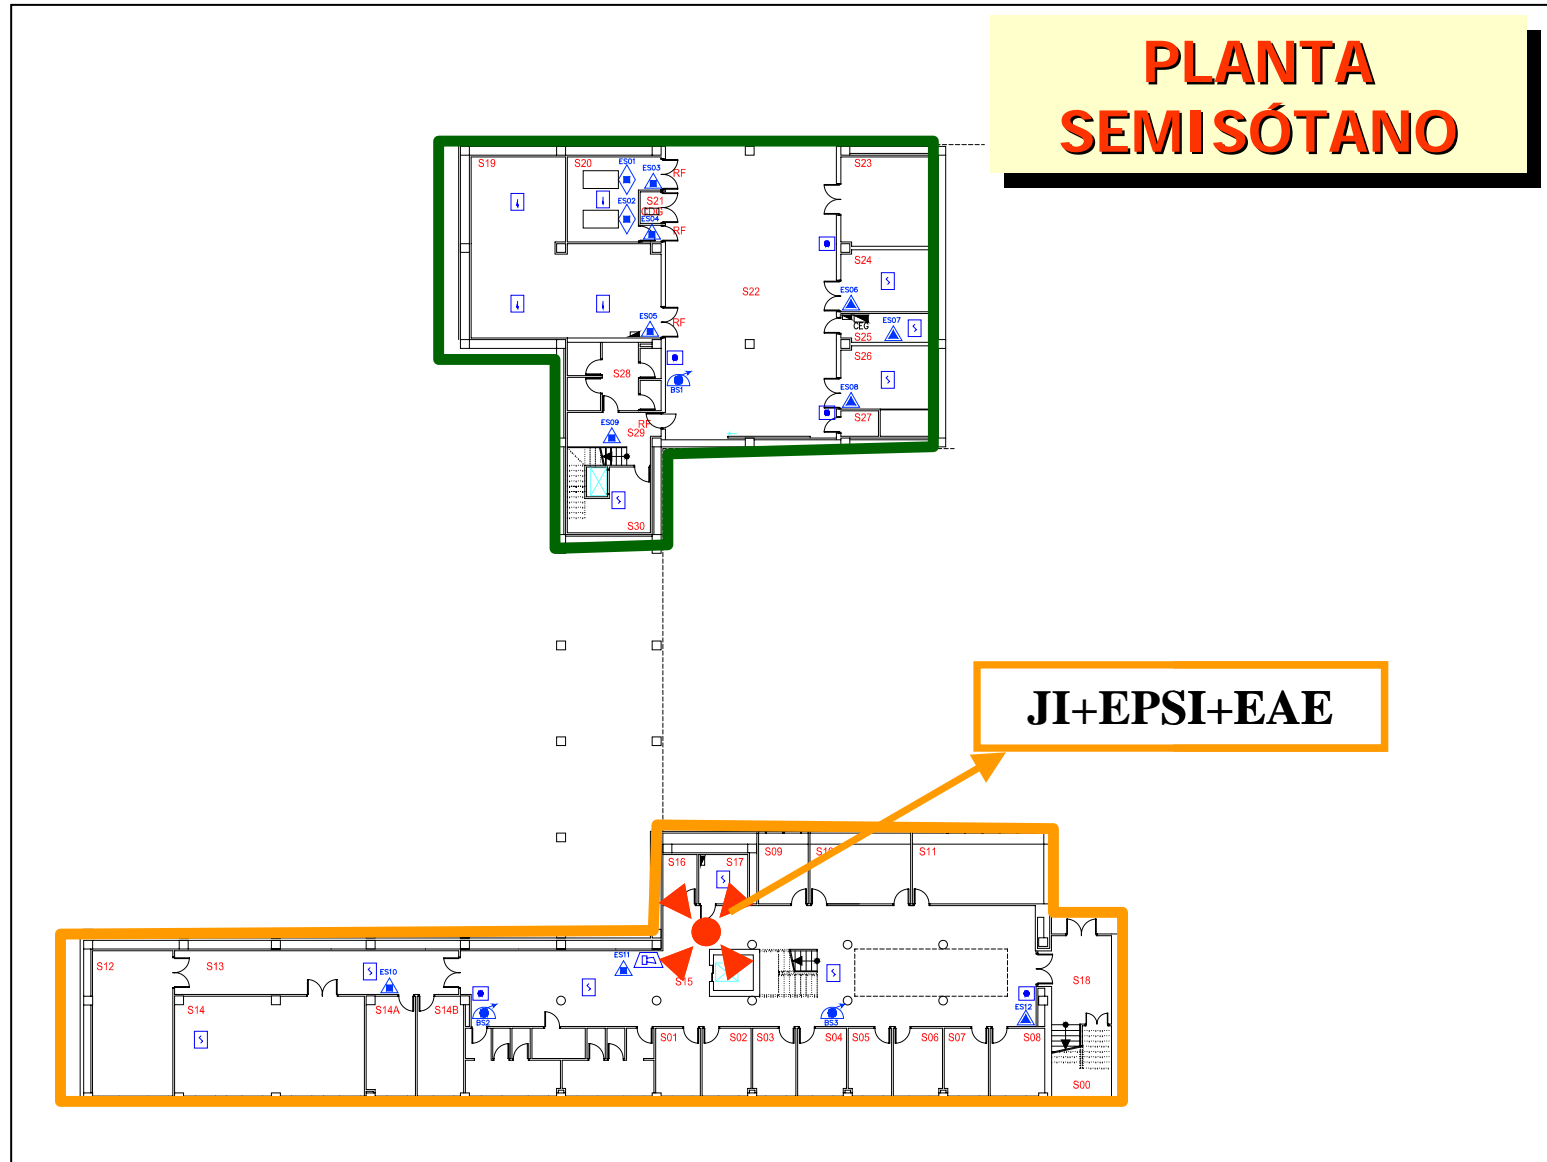 PLANTA
SEMISÓTANO
S19
S20
ES01
ES03
RF
S23
ES02
S21
CDG
ES04
RF
S24
S22
ES06
ES05
RF
CEG
ES07
S25
S26
S28
BS1
ES08
S27
ES09
RF
S29
S30
JI+EPSI+EAE
S16
S17
S09
S10
S11
S12
S13
ES10
ES11
S15
S18
S14
S14A
S14B
BS2
BS3
ES12
S01
S02
S03
S04
S05
S06
S07
S08
S00